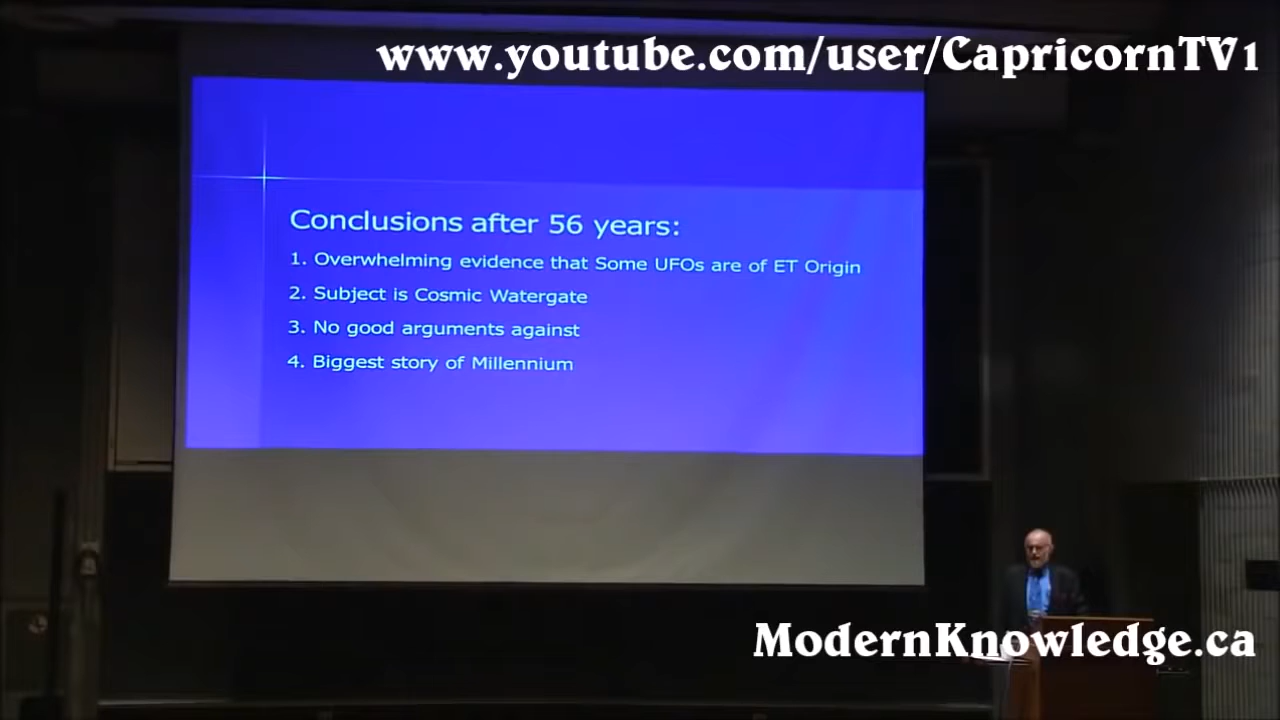 www.youtube.com/user/CapricornTV1
Conclusions after 56 years:
1. Overwhelming evidence that Some UFOs are of ET Origin
2. Subject is Cosmic Watergate
3. No good arguments against
4. Biggest story of Millennium
ModernKnowledge.ca